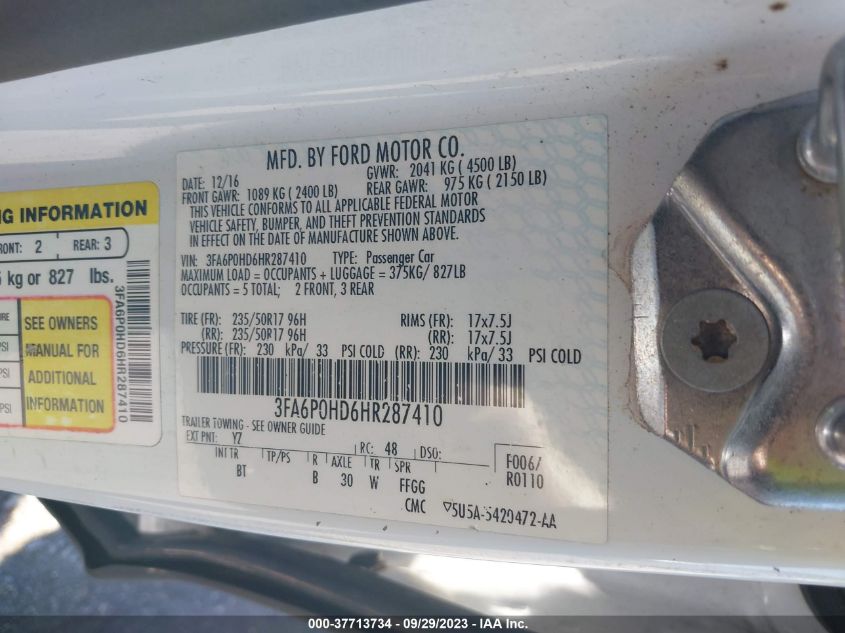 MFD. BY FORD MOTOR CO.
DATE: 12/16
GVWR: 2041 KG ( 4500 LB)
FRONT GAWR: 1089 KG ( 2400 LB)
REAR GAWR: 975 KG ( 2150 LB)
THIS VEHICLE CONFORMS TO ALL APPLICABLE FEDERAL MOTOR
VEHICLE SAFETY, BUMPER, AND THEFT PREVENTION STANDARDS
IN EFFECT ON THE DATE OF MANUFACTURE SHOWN ABOVE.
VIN: 3FA6P0HD6HR287410 TYPE: Passenger Car
MAXIMUM LOAD = OCCUPANTS + LUGGAGE = 375KG/ 827LB
OCCUPANTS = 5 TOTAL; 2 FRONT, 3 REAR
TIRE (FR): 235/50R17 96H RIMS (FR): 17x7.5J
(RR): 235/50R17 96H (RR): 17x7.5J
PRESSURE (FR): 230 kPa/ 33 PSI COLD (RR): 230 kPa/ 33 PSI COLD
3FA6P0HD6HR287410
TRAILER TOWING - SEE OWNER GUIDE
EXT PNT: YZ RC: 48 DSO:
INT TR TP/PS R AXLE TR SPR
BT B 30 W FFGG
F006/
R0110
CMC 5U5A-5420472-AA
INFORMATION
2 REAR: 3
kg or 827 lbs.
SEE OWNERS
MANUAL FOR
ADDITIONAL
INFORMATION
PSI
PSI
PSI
3FA6P0HD6HR287410
000-37713734 - 09/29/2023 - USA.IAAI.COM